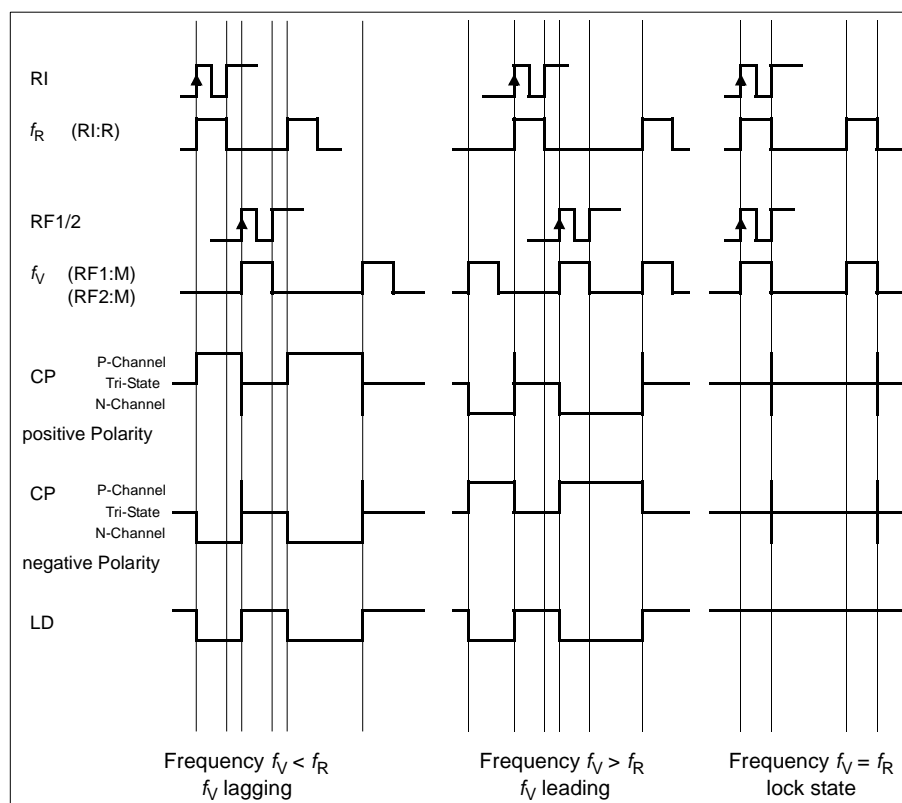 RI
fR (RI:R)
RF1/2
fV (RF1:M)
(RF2:M)
P-Channel
CP Tri-State
N-Channel
positive Polarity
P-Channel
CP Tri-State
N-Channel
negative Polarity
LD
Frequency fV < fR
fV lagging
Frequency fV > fR
fV leading
Frequency fV = fR
lock state